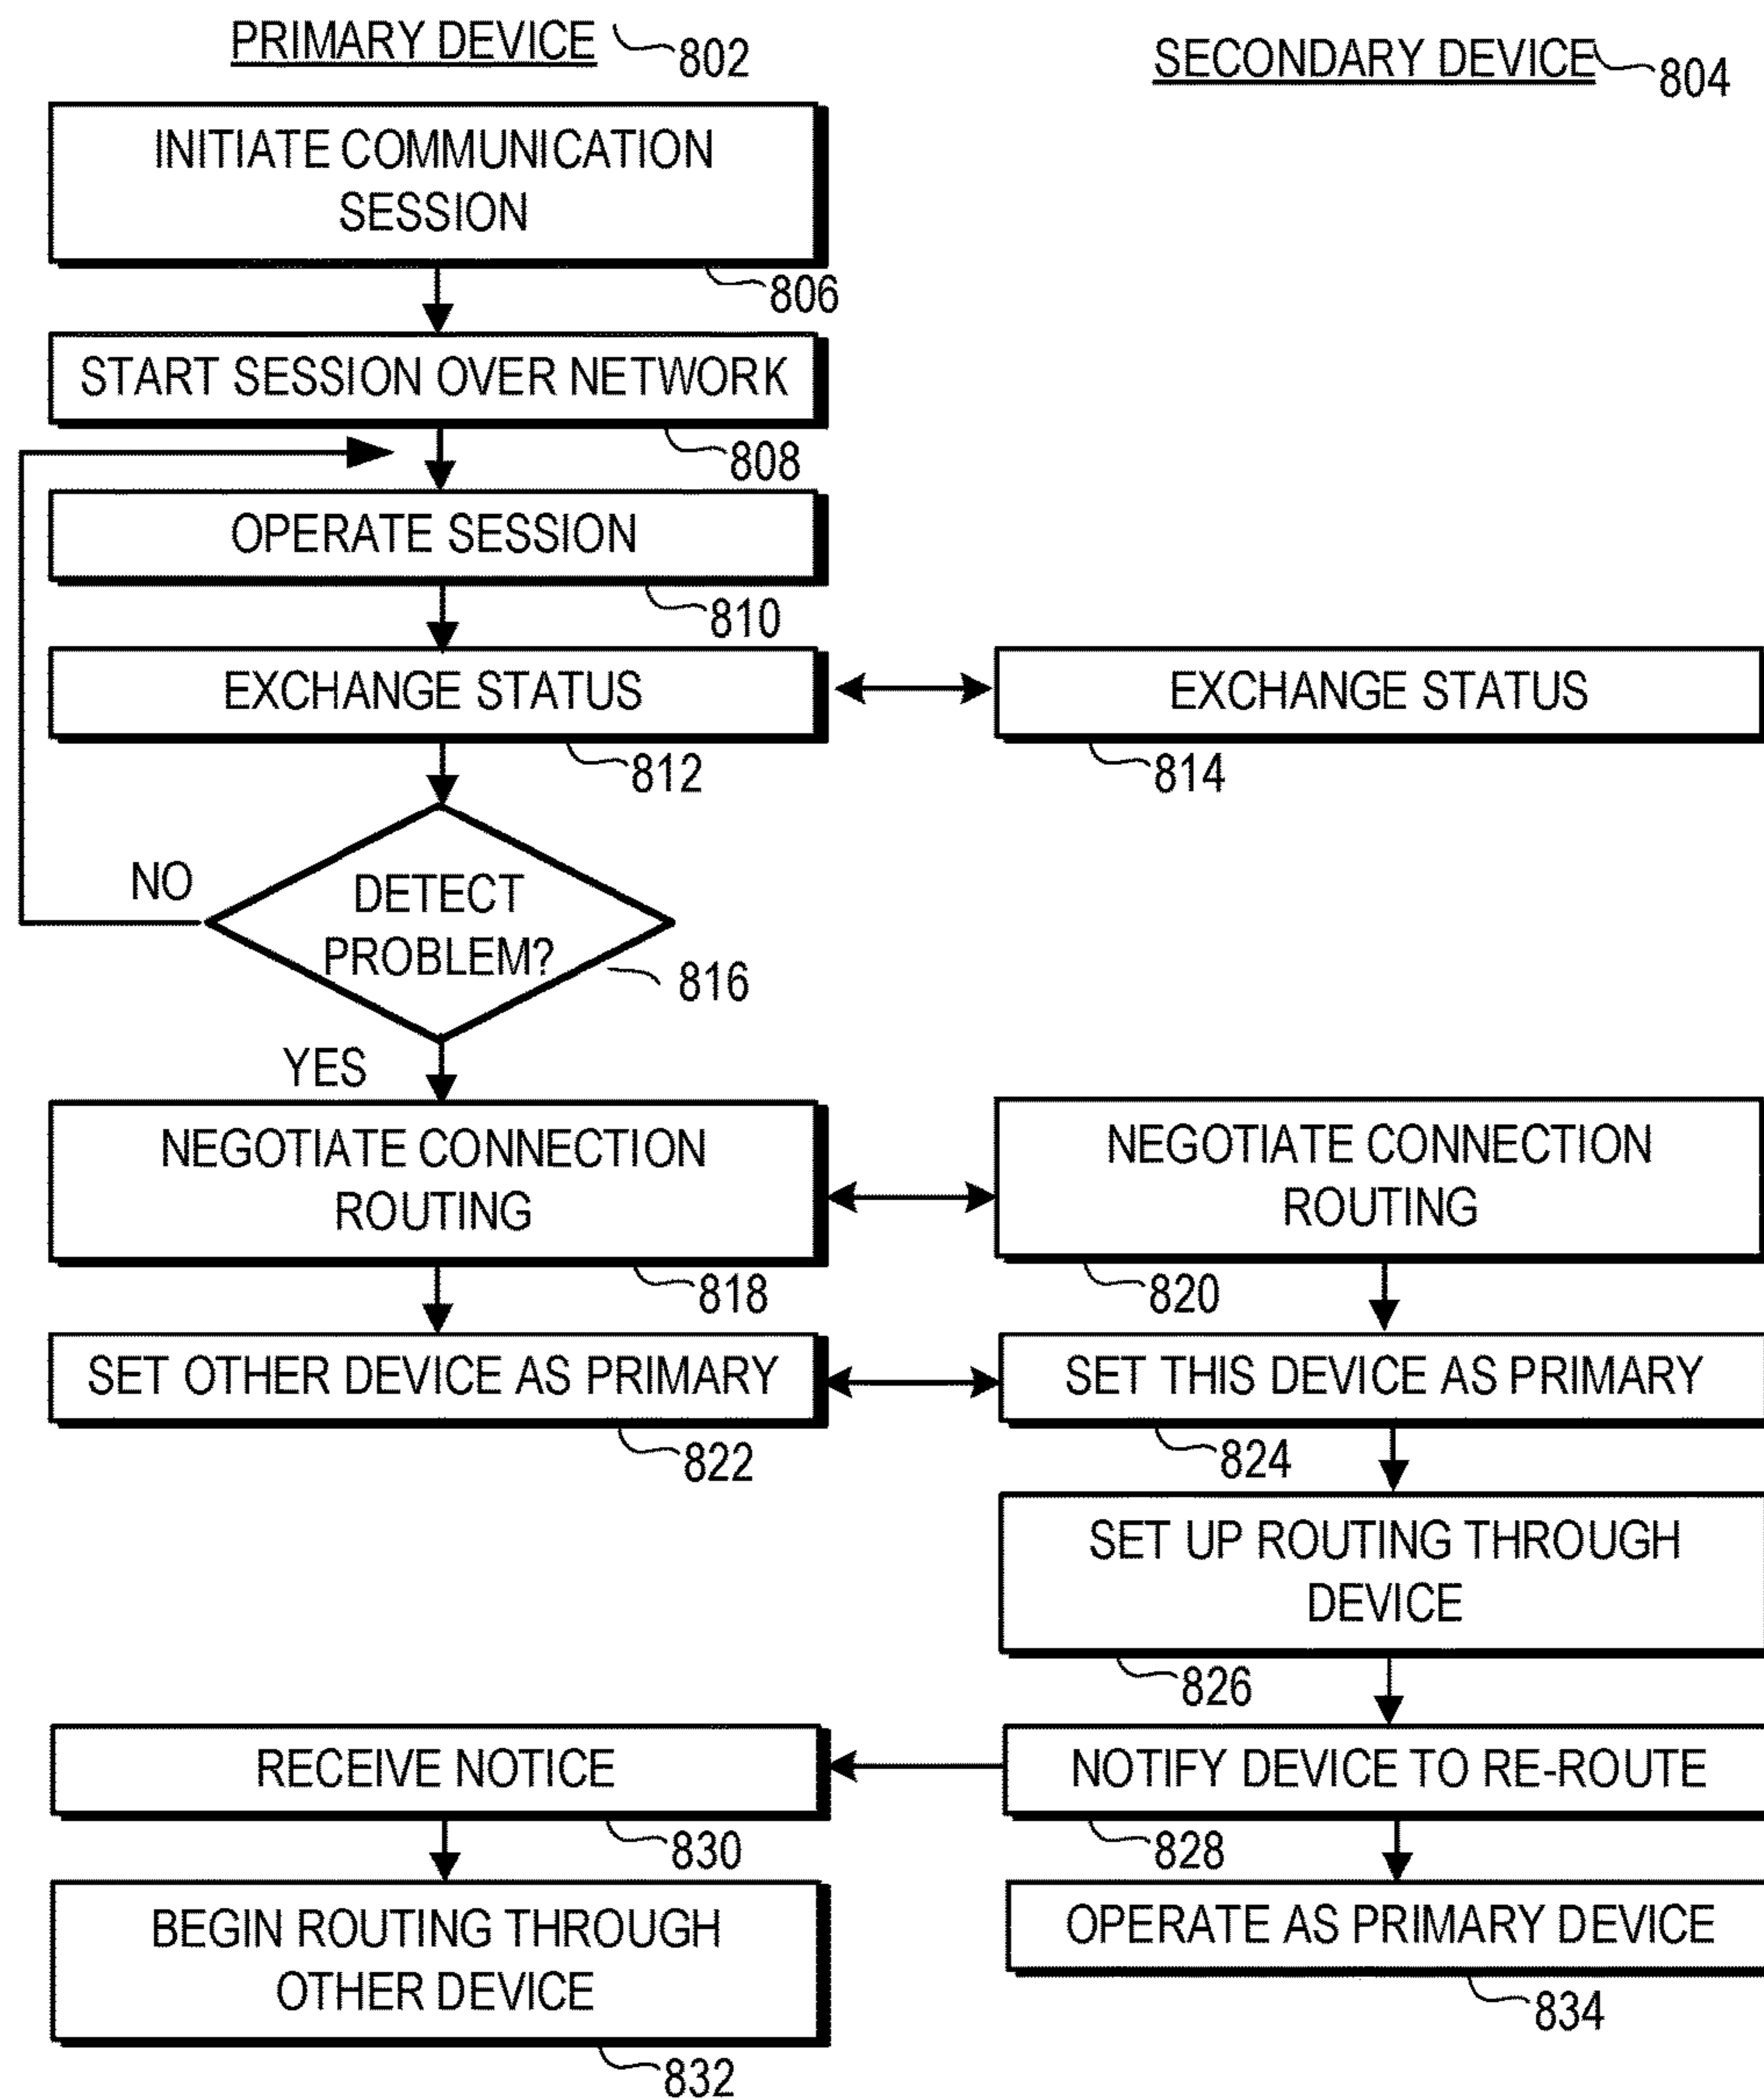 PRIMARY DEVICE 802
SECONDARY DEVICE 804
INITIATE COMMUNICATION
SESSION
806
START SESSION OVER NETWORK
808
OPERATE SESSION
810
EXCHANGE STATUS
812
EXCHANGE STATUS
814
NO
DETECT
PROBLEM?
816
YES
NEGOTIATE CONNECTION
ROUTING
818
NEGOTIATE CONNECTION
ROUTING
820
SET OTHER DEVICE AS PRIMARY
822
SET THIS DEVICE AS PRIMARY
824
SET UP ROUTING THROUGH
DEVICE
826
RECEIVE NOTICE
830
NOTIFY DEVICE TO RE-ROUTE
828
BEGIN ROUTING THROUGH
OTHER DEVICE
832
OPERATE AS PRIMARY DEVICE
834